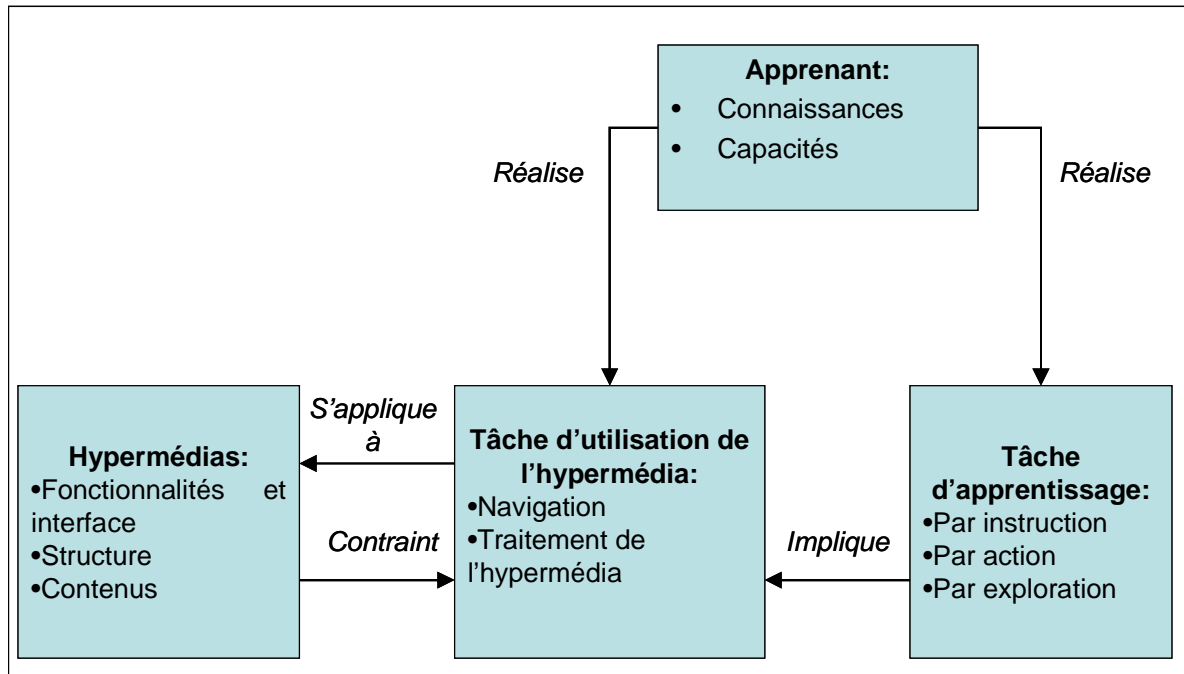 Apprenant:
• Connaissances
• Capacités
Réalise
Réalise
Hypermédias:
•Fonctionnalités et
interface
•Structure
•Contenus
S’applique
à
Contraint
Tâche d’utilisation de
l’hypermédia:
•Navigation
•Traitement de
l’hypermédia
Implique
Tâche
d’apprentissage:
•Par instruction
•Par action
•Par exploration